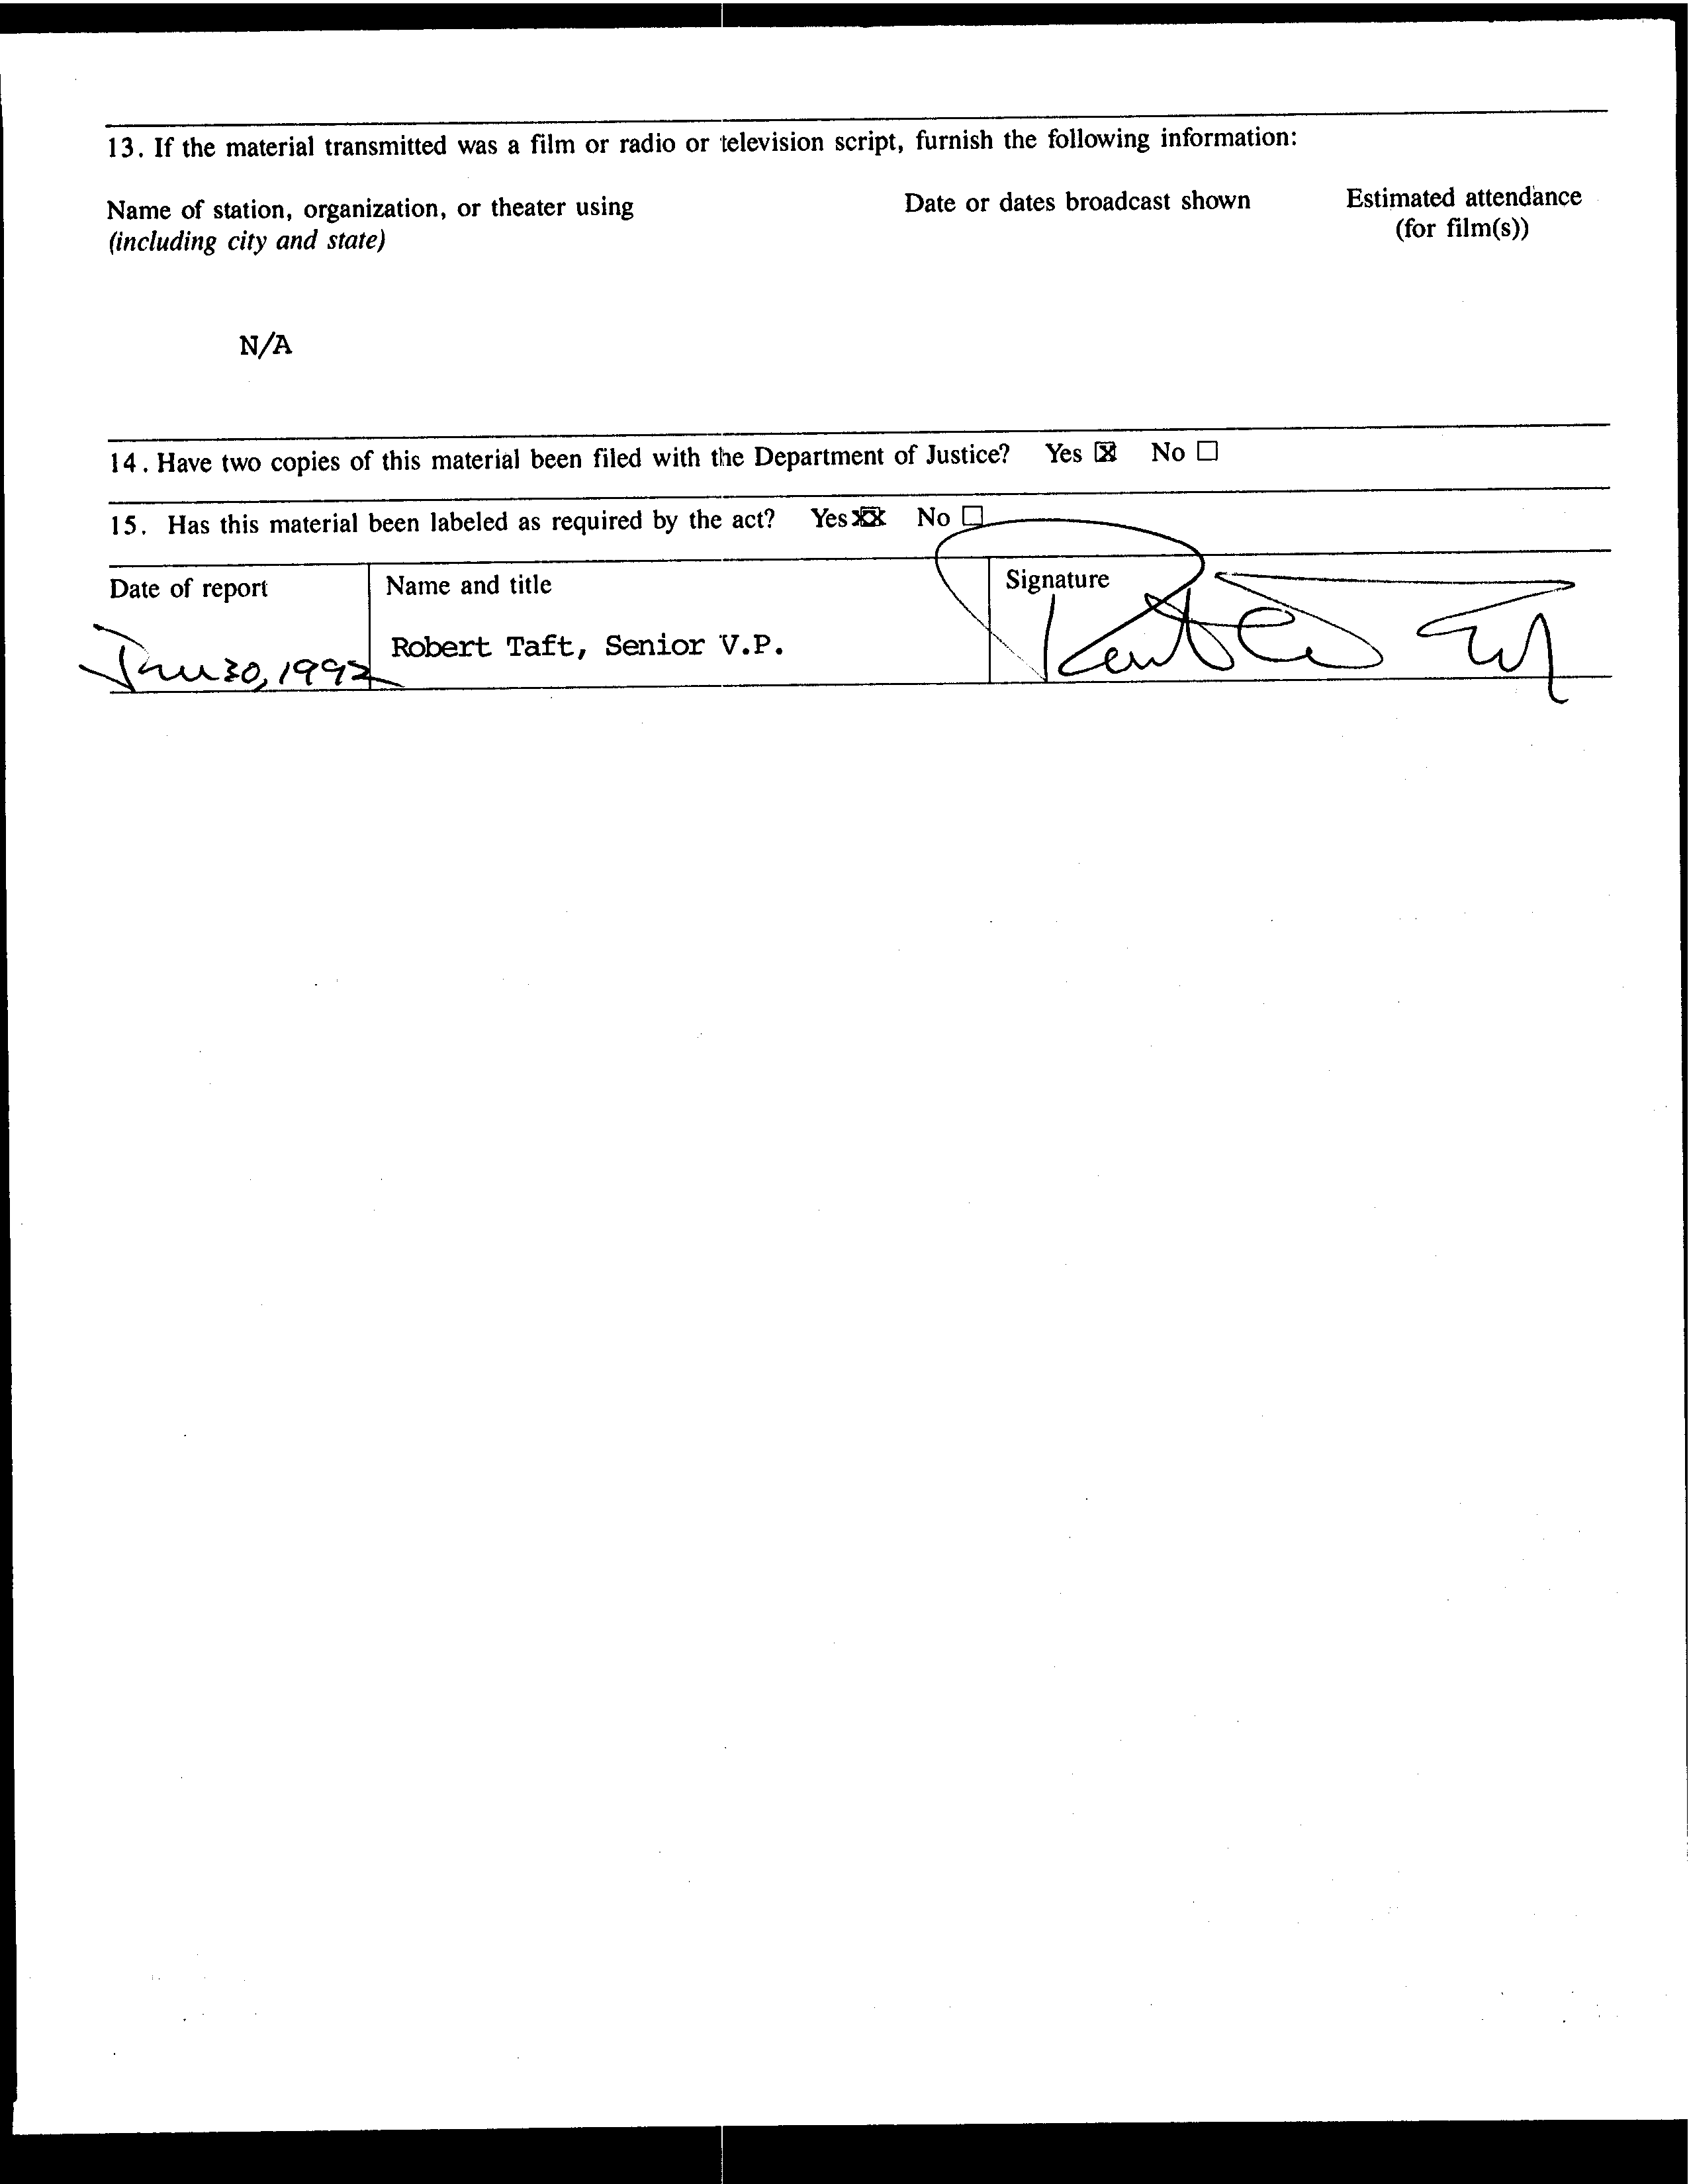 13. If the material transmitted was a film or radio or television script, furnish the following information:
Name of station, organization, or theater using
(including city and state)
Date or dates broadcast shown
Estimated attendance
(for film(s))
N/A
14. Have two copies of this material been filed with the Department of Justice? Yes ☒ No ☐
15. Has this material been labeled as required by the act? Yes ☒ No ☐
Date of report
Name and title
Signature
30, 1992
Robert Taft, Senior V.P.